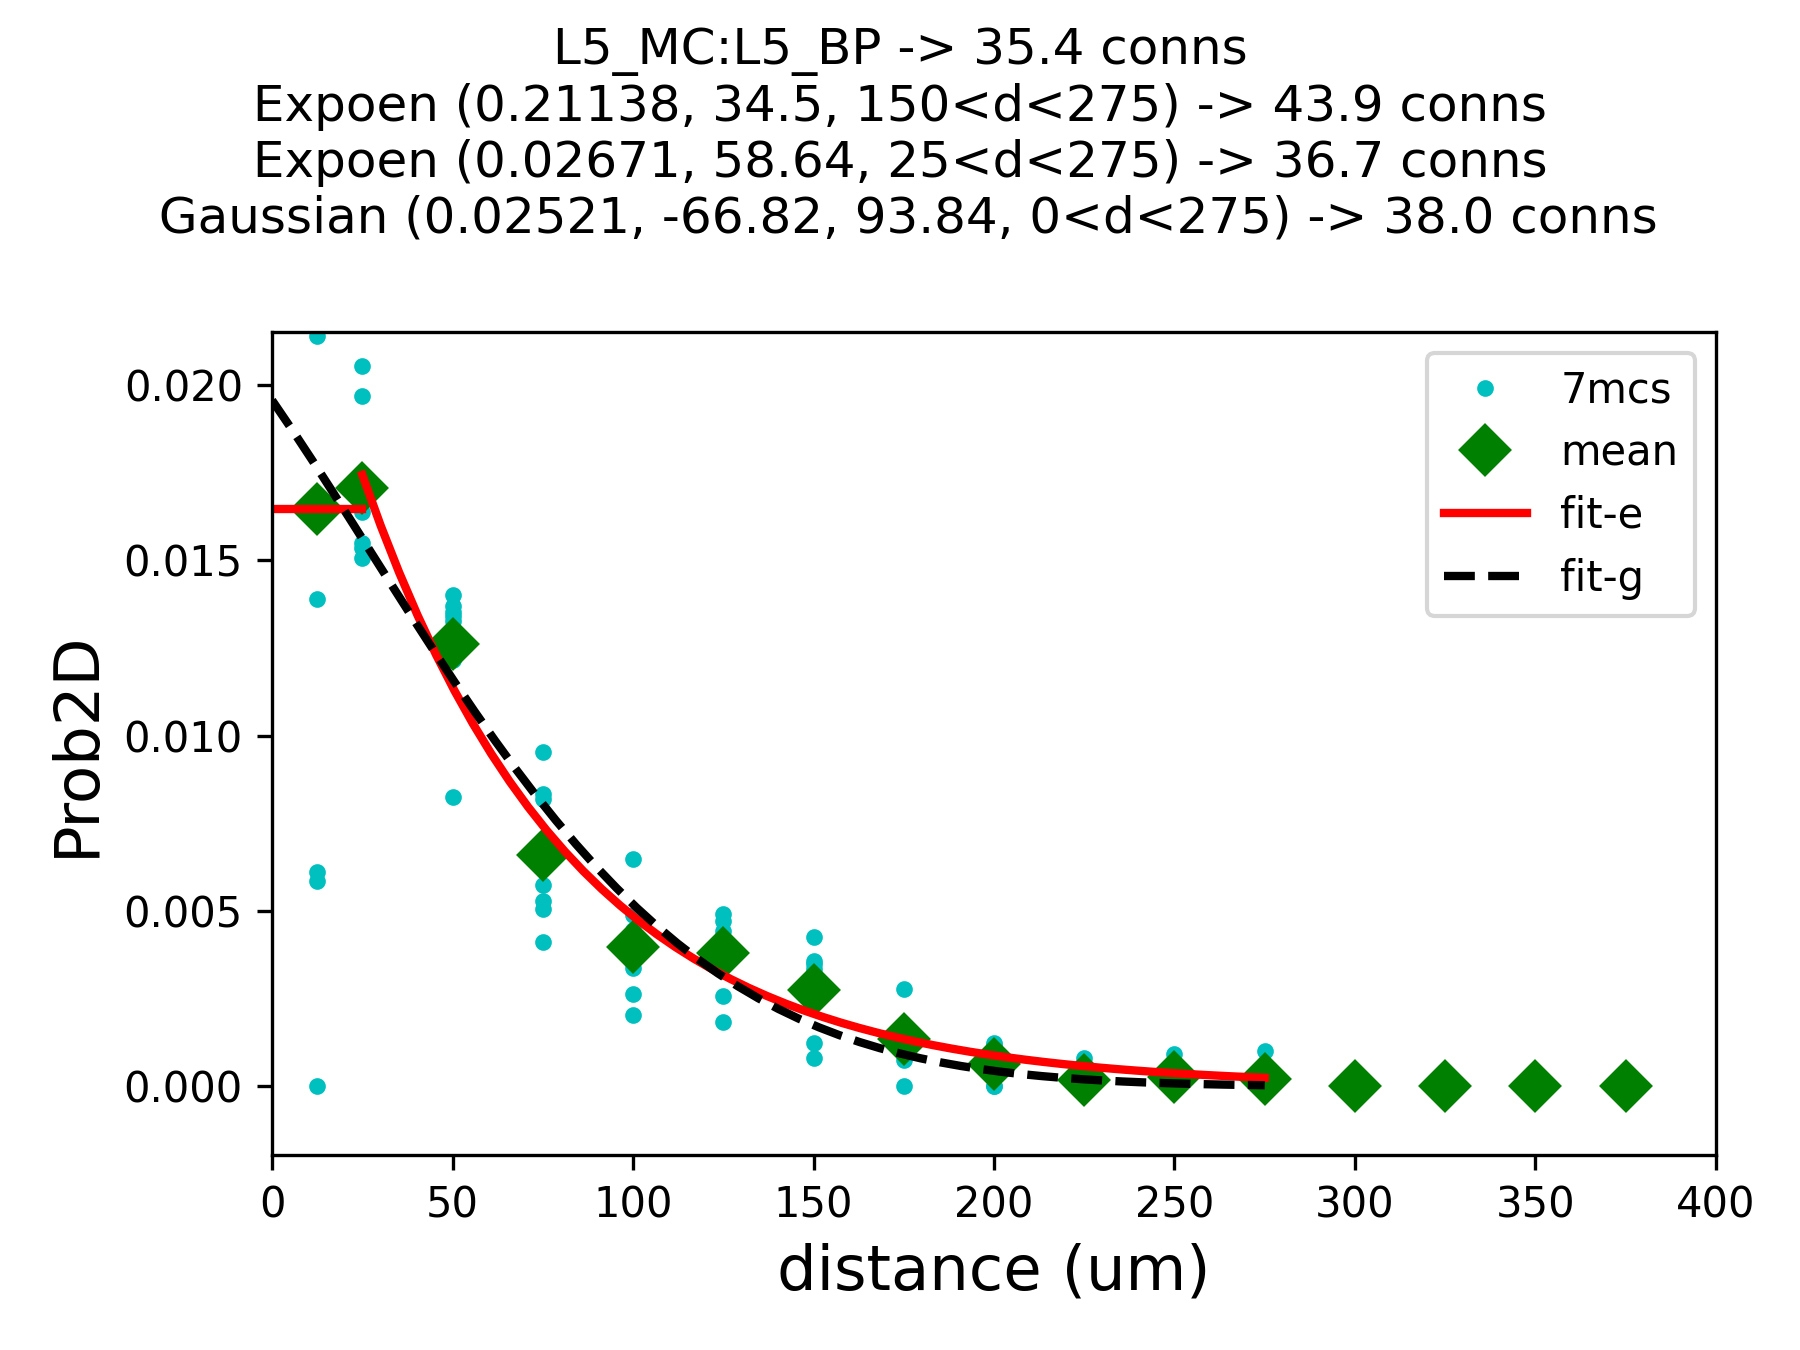 L5_MC:L5_BP -> 35.4 conns
Expoen (0.21138, 34.5, 150<d<275) -> 43.9 conns
Expoen (0.02671, 58.64, 25<d<275) -> 36.7 conns
Gaussian (0.02521, -66.82, 93.84, 0<d<275) -> 38.0 conns
7mcs
mean
fit-e
fit-g
Prob2D
0.020
0.015
0.010
0.005
0.000
0 50 100 150 200 250 300 350 400
distance (um)